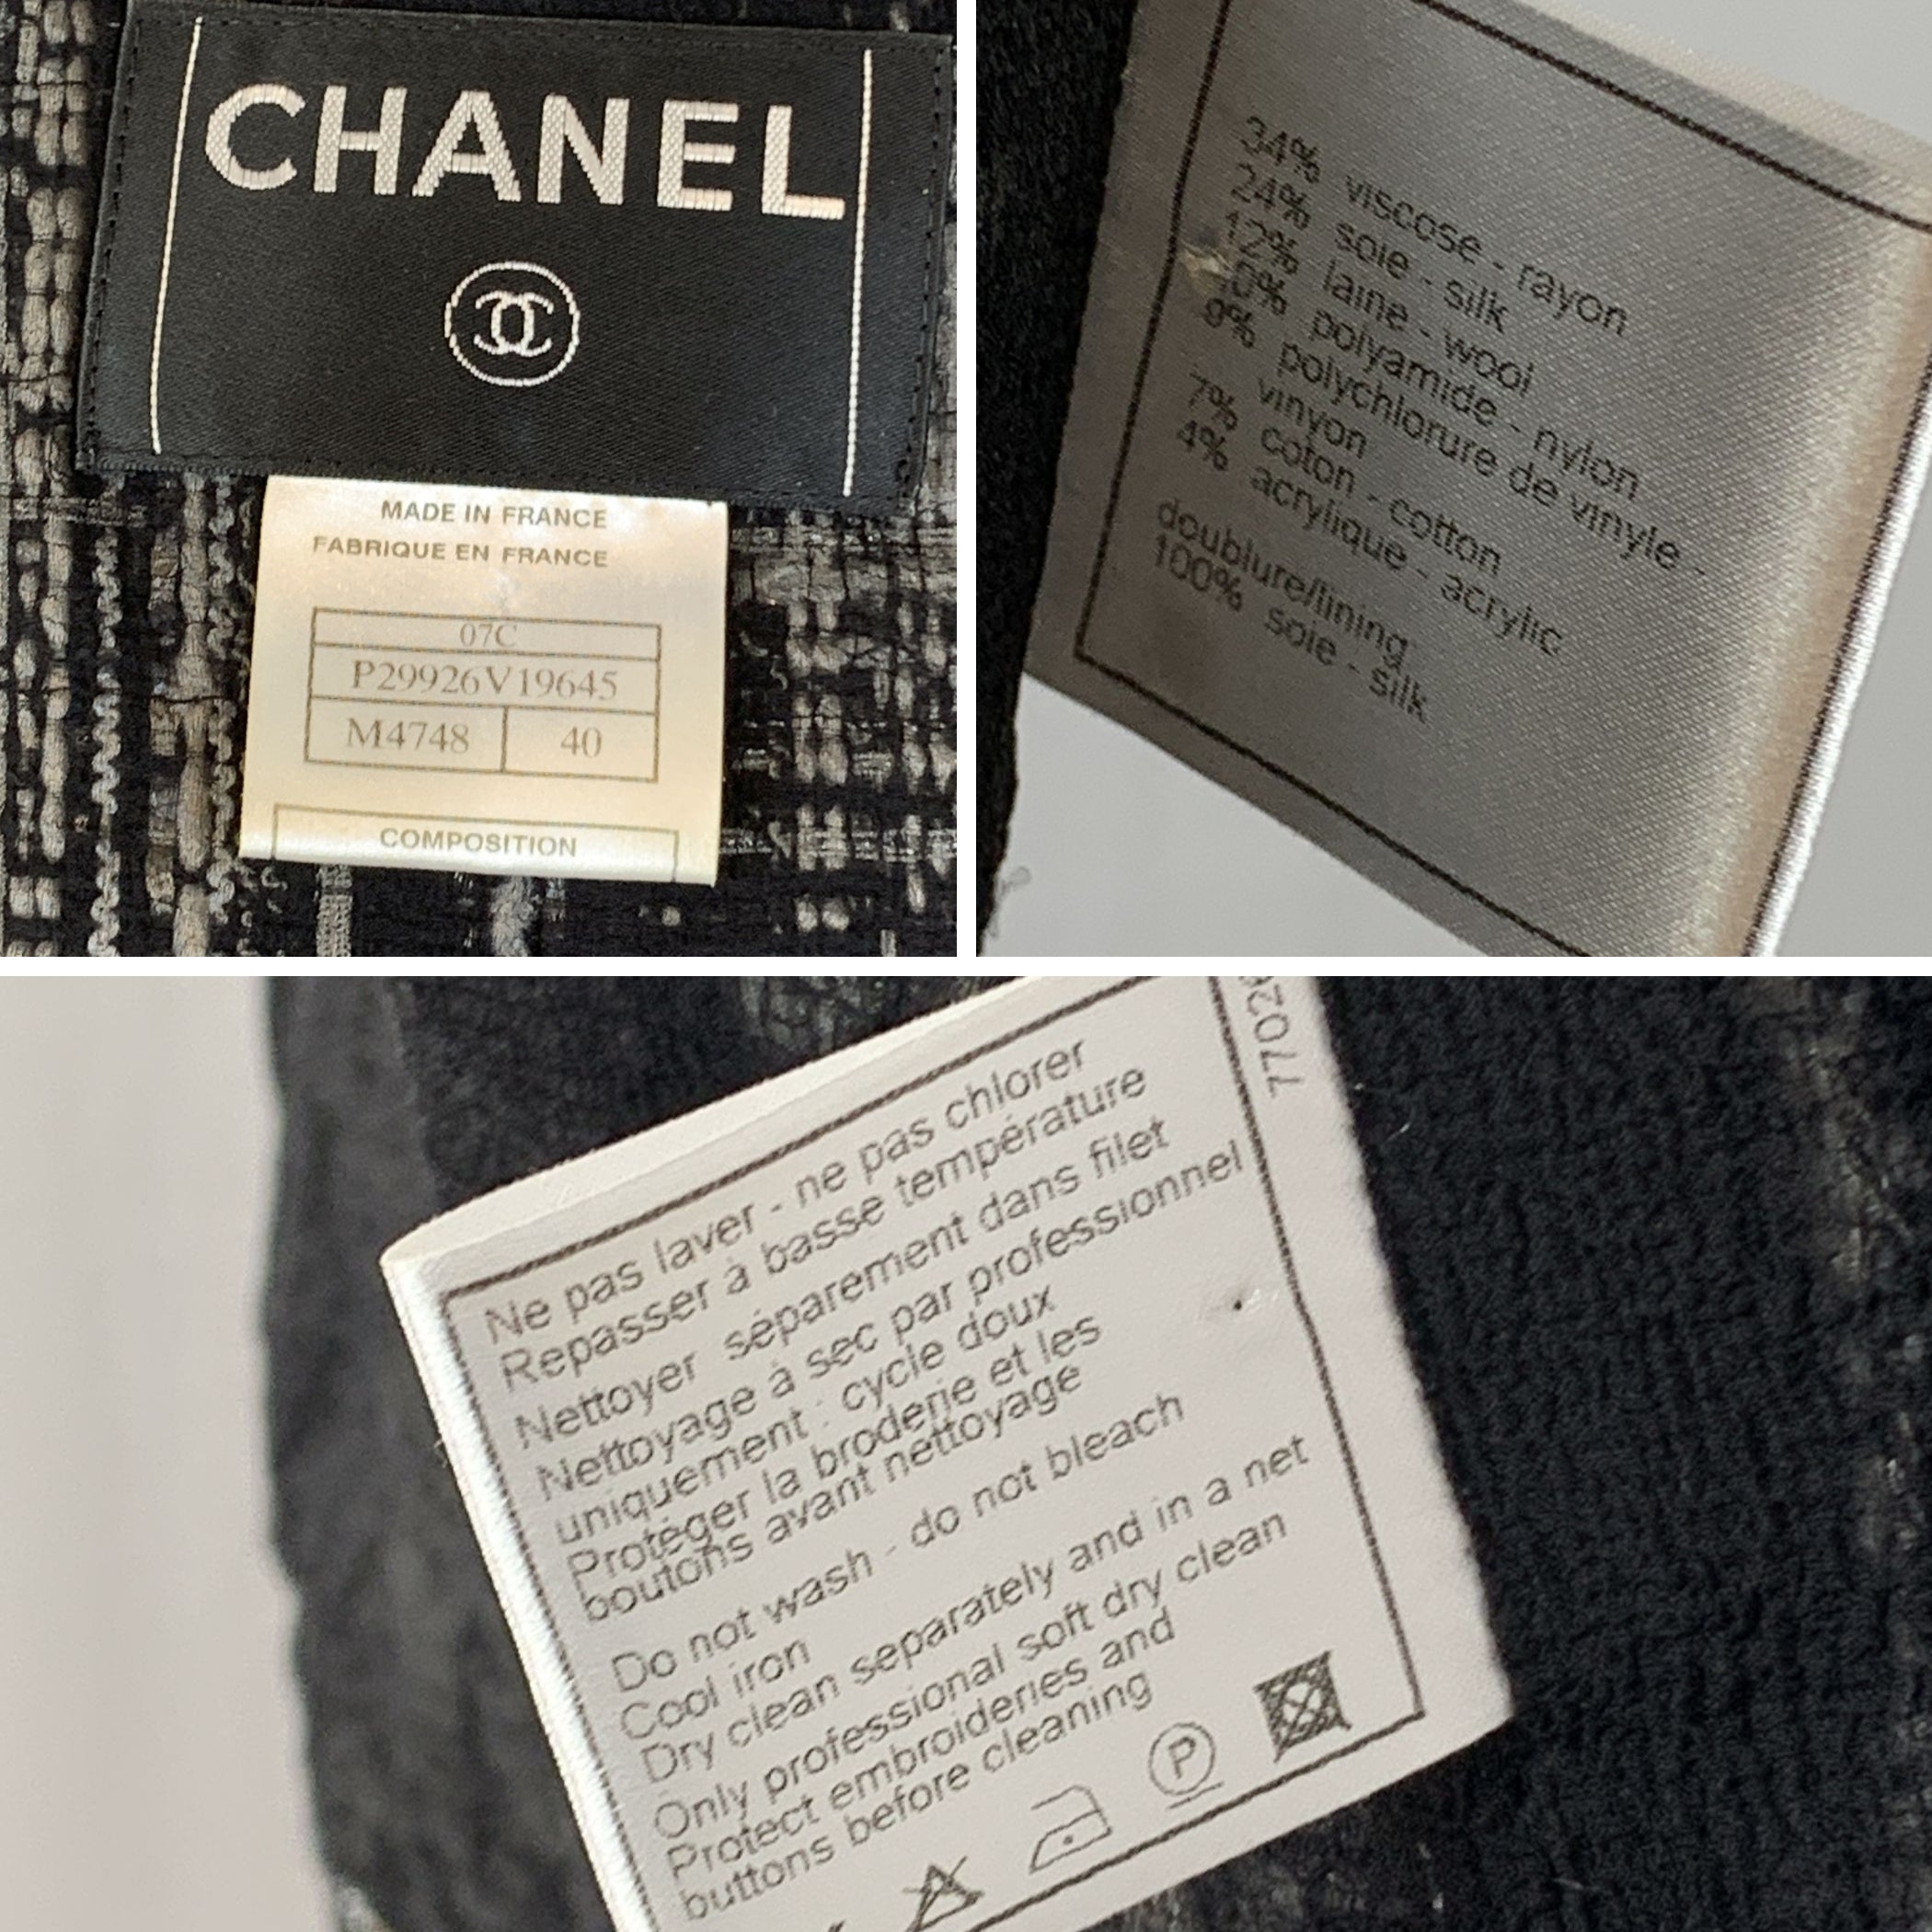 CHANEL
MADE IN FRANCE
FABRIQUE EN FRANCE
07C
P29926V19645
M4748 40
COMPOSITION
34% viscose - rayon
24% soie - silk
12% laine - wool
10% polyamide - nylon
9% polychlorure de vinyle -
vinyon
7% coton - cotton
4% acrylique - acrylic
doublure/lining
100% soie - silk
Ne pas laver - ne pas chlorer
Repasser à basse température
Nettoyer séparement dans filet
Nettoyage à sec par professionnel
uniquement : cycle doux
Protéger la broderie et les
boutons avant nettoyage
Do not wash - do not bleach
Cool iron
Dry clean separately and in a net
Only professional soft dry clean
Protect embroideries and
buttons before cleaning
P